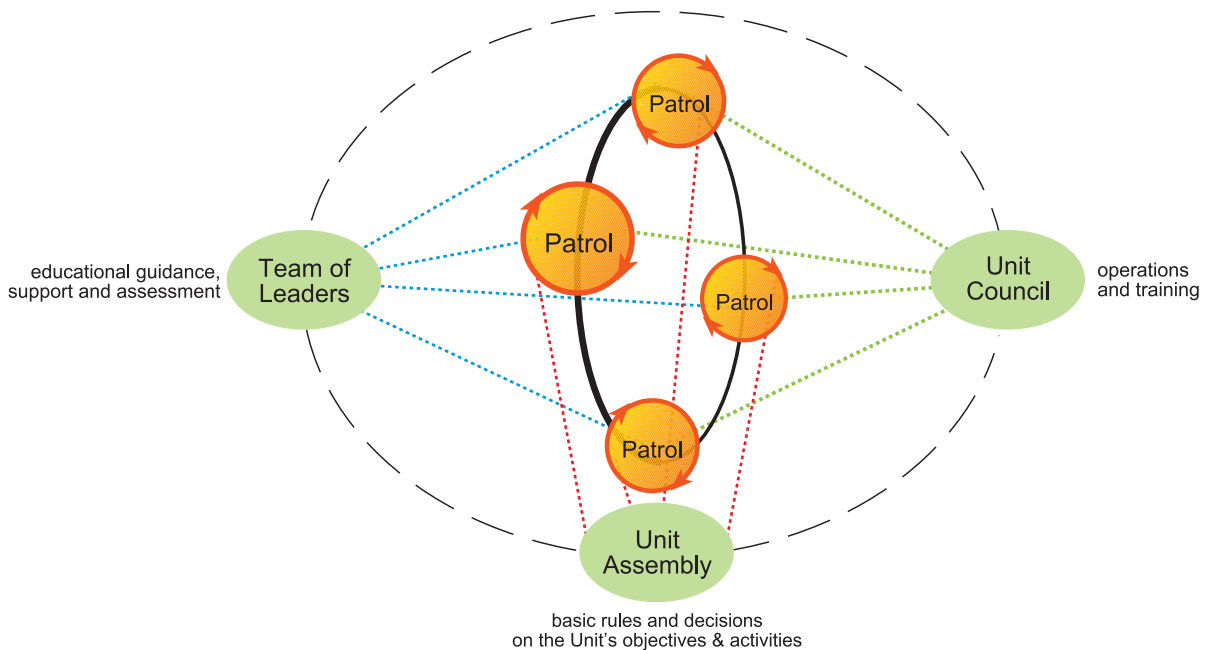 Patrol
Patrol
educational guidance,
support and assessment
Team of
Leaders
Patrol
Unit
Council
operations
and training
Patrol
Unit
Assembly
basic rules and decisions
on the Unit's objectives & activities